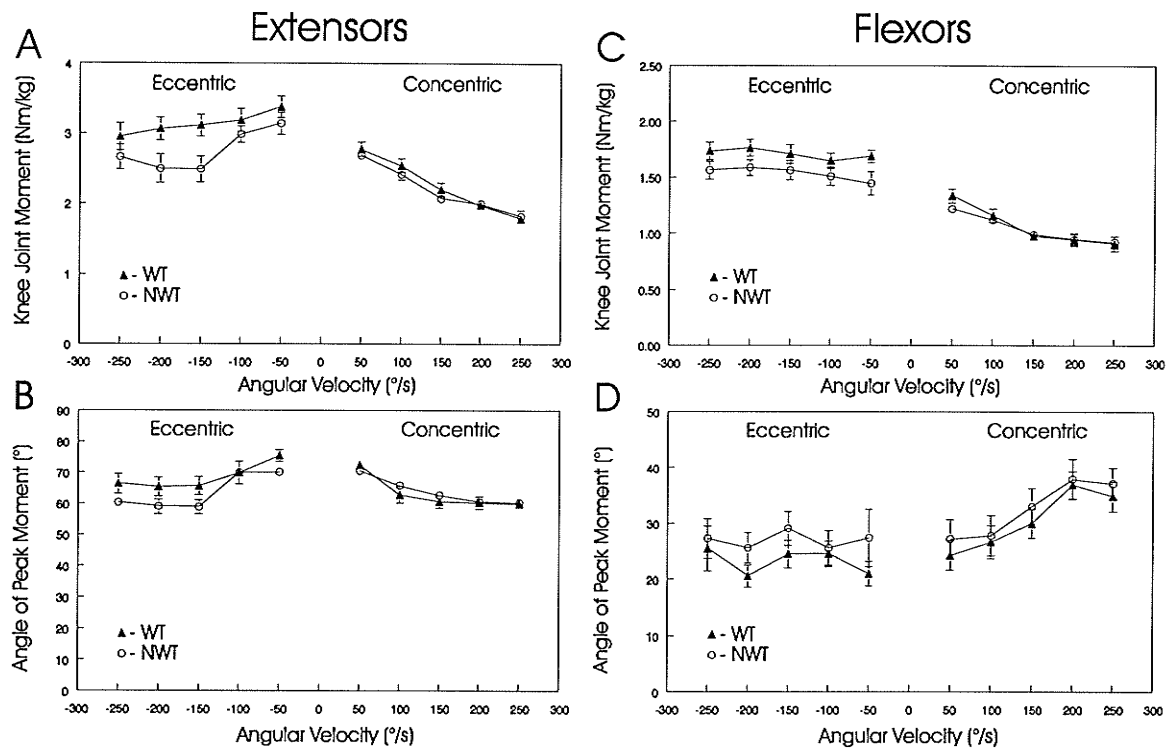 Extensors
Flexors
A
Knee Joint Moment (Nm/kg)
4
3
2
1
0
Eccentric
Concentric
▲ - WT
○ - NWT
-300 -250 -200 -150 -100 -50 0 50 100 150 200 250 300
Angular Velocity (°/s)
C
Knee Joint Moment (Nm/kg)
2.50
2.00
1.50
1.00
0.50
0.00
Eccentric
Concentric
▲ - WT
○ - NWT
-300 -250 -200 -150 -100 -50 0 50 100 150 200 250 300
Angular Velocity (°/s)
B
Angle of Peak Moment (°)
90
80
70
60
50
40
30
20
10
0
Eccentric
Concentric
▲ - WT
○ - NWT
-300 -250 -200 -150 -100 -50 0 50 100 150 200 250 300
Angular Velocity (°/s)
D
Angle of Peak Moment (°)
50
40
30
20
10
0
Eccentric
Concentric
▲ - WT
○ - NWT
-300 -250 -200 -150 -100 -50 0 50 100 150 200 250 300
Angular Velocity (°/s)